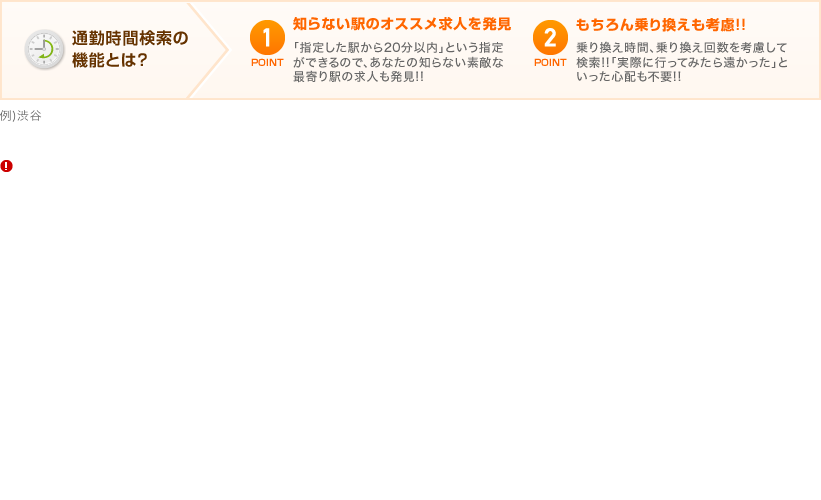 通勤時間検索の
機能とは?
1
POINT
知らない駅のオススメ求人を発見
「指定した駅から20分以内」という指定
ができるので、あなたの知らない素敵な
最寄り駅の求人も発見!!
2
POINT
もちろん乗り換えも考慮!!
乗り換え時間、乗り換え回数を考慮して
検索!!「実際に行ってみたら遠かった」と
いった心配も不要!!
例)渋谷